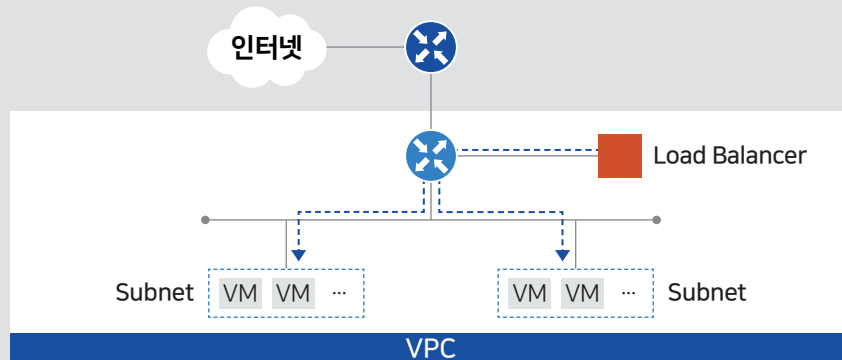 인터넷
Load Balancer
Subnet VM VM ··· VM VM ··· Subnet
VPC